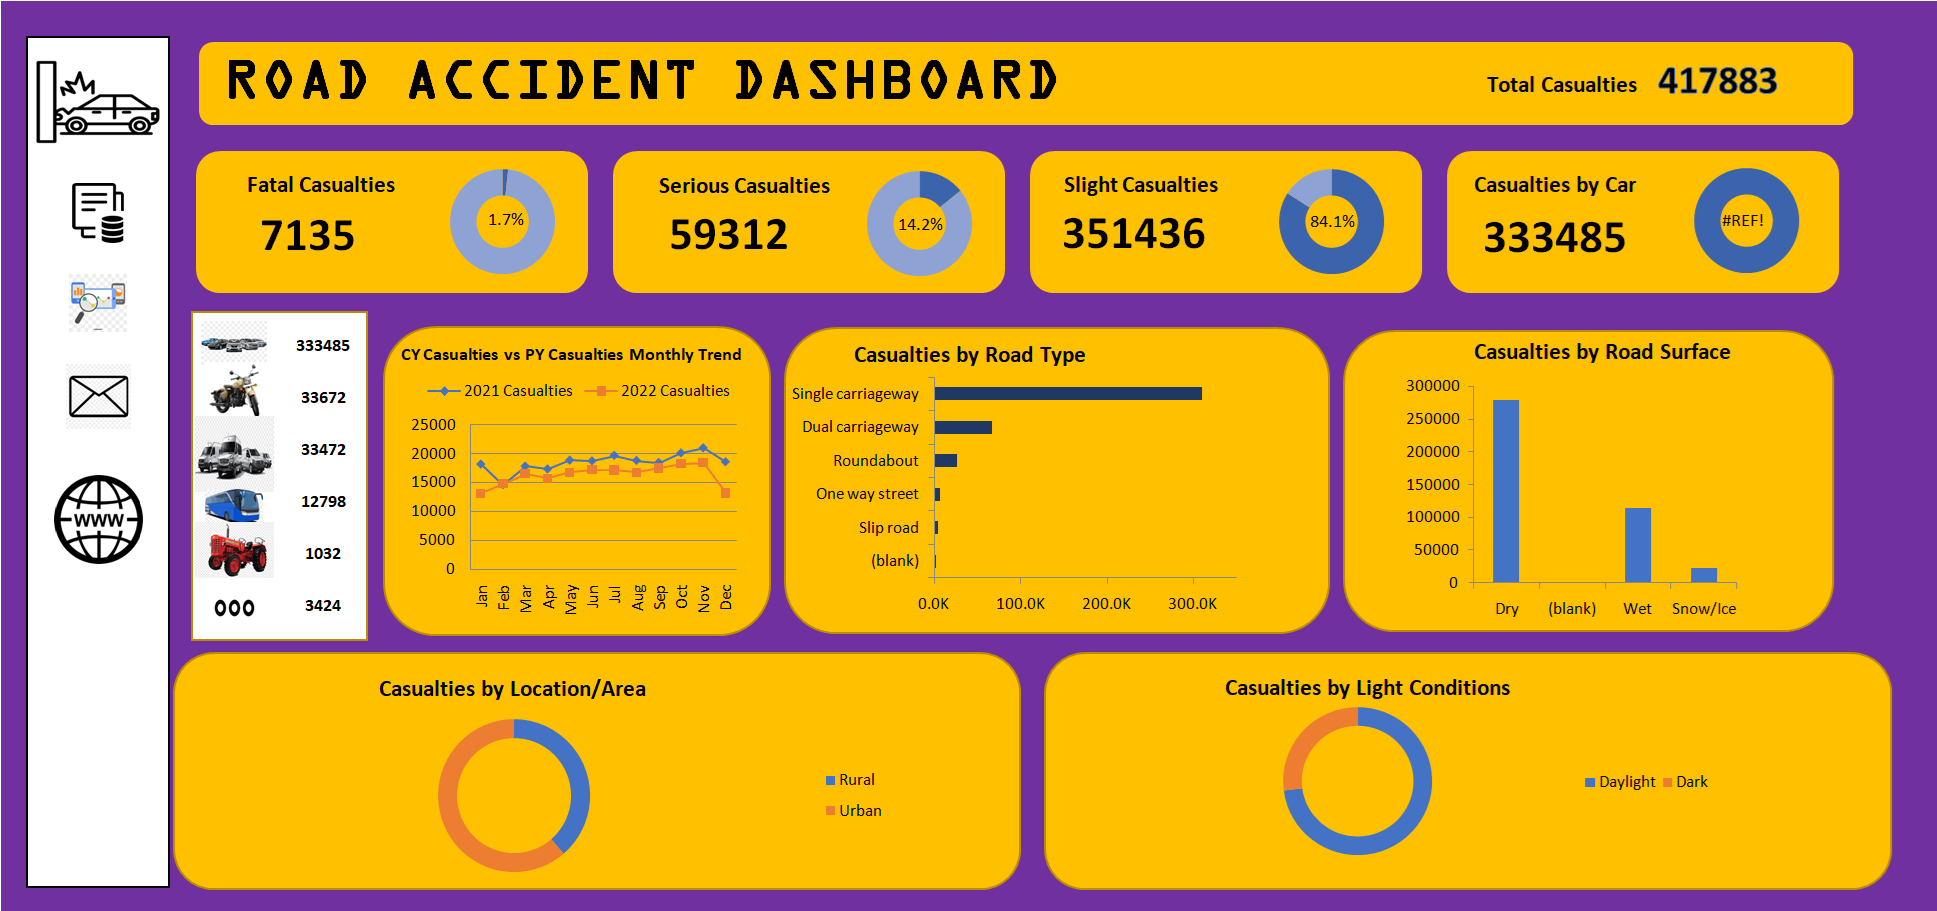 ROAD ACCIDENT DASHBOARD
Total Casualties 417883
Fatal Casualties
7135
1.7%
Serious Casualties
59312
14.2%
Slight Casualties
351436
84.1%
Casualties by Car
333485
#REF!
333485
33672
33472
12798
1032
3424
WWW
CY Casualties vs PY Casualties Monthly Trend
2021 Casualties 2022 Casualties
25000
20000
15000
10000
5000
0
Jan Feb Mar Apr May Jun Jul Aug Sep Oct Nov Dec
Casualties by Road Type
Single carriageway
Dual carriageway
Roundabout
One way street
Slip road
(blank)
0.0K 100.0K 200.0K 300.0K
Casualties by Road Surface
300000
250000
200000
150000
100000
50000
0
Dry (blank) Wet Snow/Ice
Casualties by Location/Area
Rural
Urban
Casualties by Light Conditions
Daylight Dark